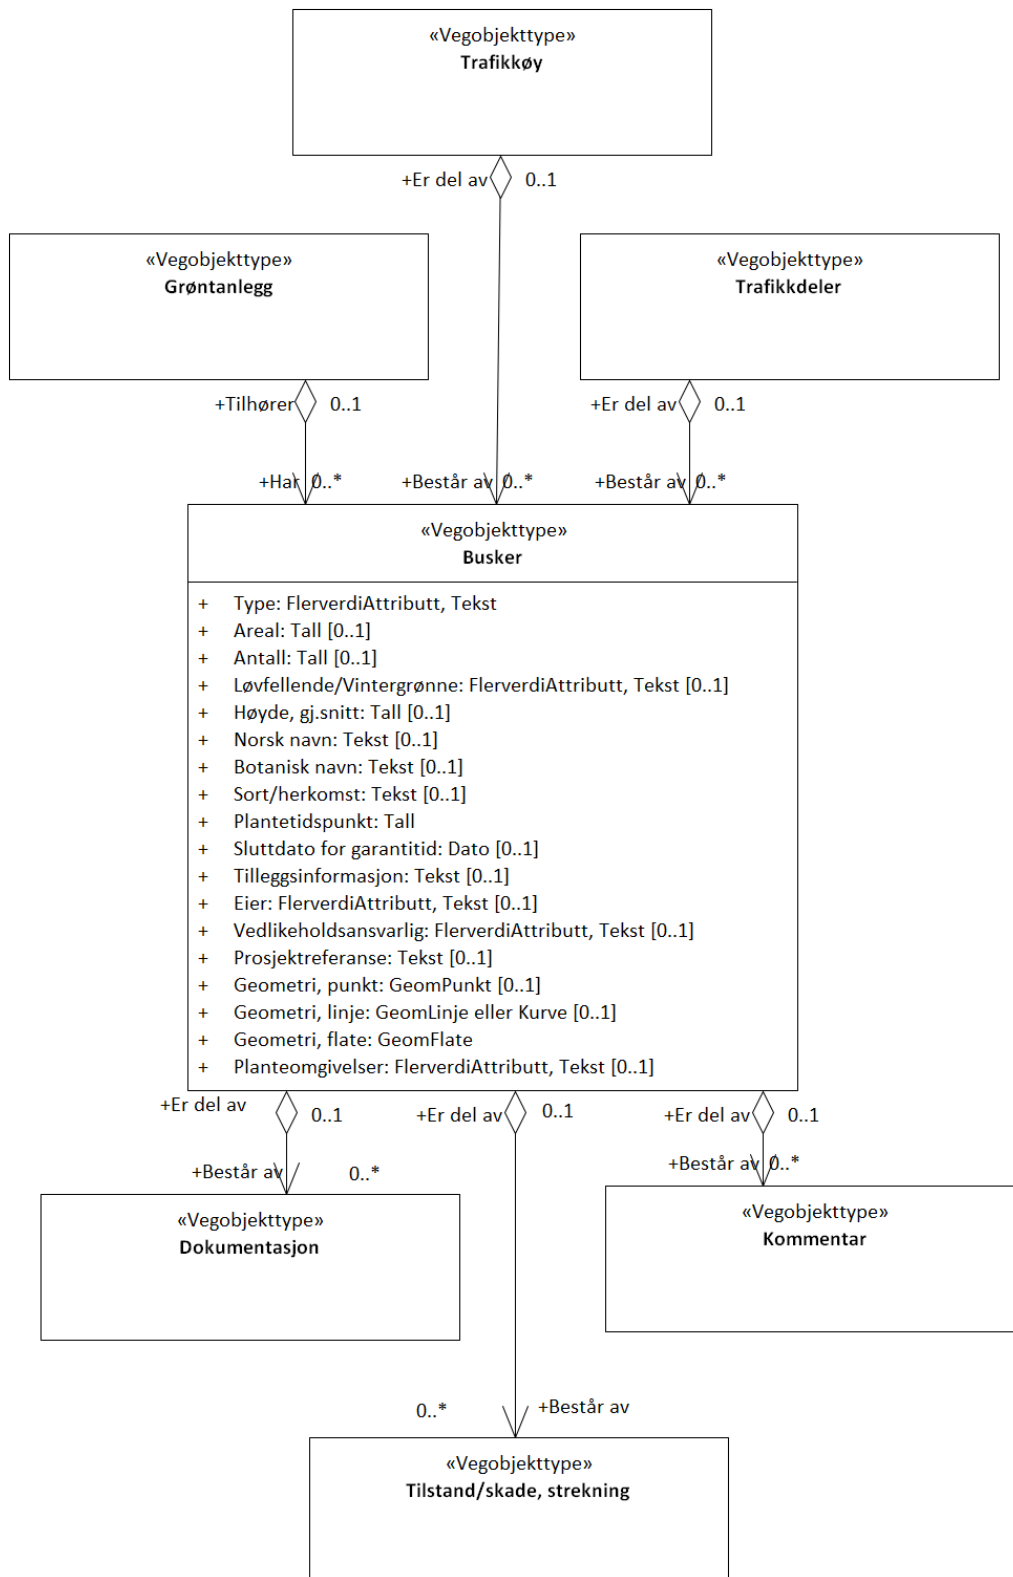 «Vegobjekttype»
Trafikkøy
+Er del av 0..1
«Vegobjekttype»
Grøntanlegg
«Vegobjekttype»
Trafikkdeler
+Tilhører 0..1
+Er del av 0..1
+Har 0..*
+Består av 0..*
+Består av 0..*
«Vegobjekttype»
Busker
+ Type: FlerverdiAttributt, Tekst
+ Areal: Tall [0..1]
+ Antall: Tall [0..1]
+ Løvfellende/Vintergrønne: FlerverdiAttributt, Tekst [0..1]
+ Høyde, gj.snitt: Tall [0..1]
+ Norsk navn: Tekst [0..1]
+ Botanisk navn: Tekst [0..1]
+ Sort/herkomst: Tekst [0..1]
+ Plantetidspunkt: Tall
+ Sluttdato for garantitid: Dato [0..1]
+ Tilleggsinformasjon: Tekst [0..1]
+ Eier: FlerverdiAttributt, Tekst [0..1]
+ Vedlikeholdsansvarlig: FlerverdiAttributt, Tekst [0..1]
+ Prosjektreferanse: Tekst [0..1]
+ Geometri, punkt: GeomPunkt [0..1]
+ Geometri, linje: GeomLinje eller Kurve [0..1]
+ Geometri, flate: GeomFlate
+ Planteomgivelser: FlerverdiAttributt, Tekst [0..1]
+Er del av 0..1
+Er del av 0..1
+Er del av 0..1
+Består av 0..*
+Består av 0..*
«Vegobjekttype»
Dokumentasjon
«Vegobjekttype»
Kommentar
0..* +Består av
«Vegobjekttype»
Tilstand/skade, strekning